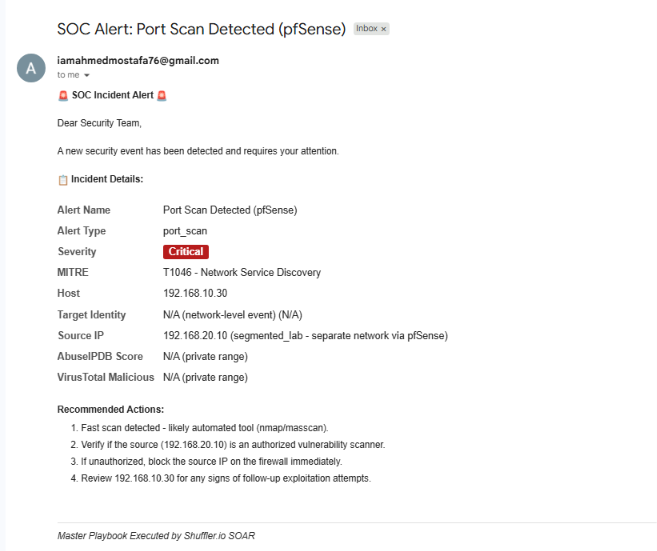 SOC Alert: Port Scan Detected (pfSense) Inbox ×
A
iamahmedmostafa76@gmail.com
to me
🚨 SOC Incident Alert 🚨
Dear Security Team,
A new security event has been detected and requires your attention.
📋 Incident Details:
Alert Name Port Scan Detected (pfSense)
Alert Type port_scan
Severity Critical
MITRE T1046 - Network Service Discovery
Host 192.168.10.30
Target Identity N/A (network-level event) (N/A)
Source IP 192.168.20.10 (segmented_lab - separate network via pfSense)
AbuseIPDB Score N/A (private range)
VirusTotal Malicious N/A (private range)
Recommended Actions:
1. Fast scan detected - likely automated tool (nmap/masscan).
2. Verify if the source (192.168.20.10) is an authorized vulnerability scanner.
3. If unauthorized, block the source IP on the firewall immediately.
4. Review 192.168.10.30 for any signs of follow-up exploitation attempts.
Master Playbook Executed by Shuffler.io SOAR